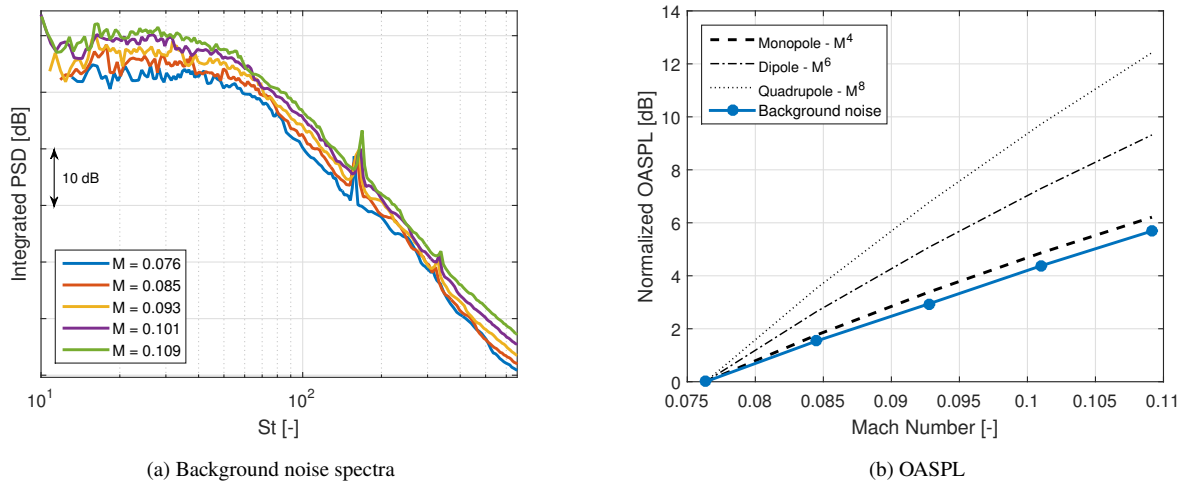 Integrated PSD [dB]
10 dB
M = 0.076
M = 0.085
M = 0.093
M = 0.101
M = 0.109
10^1
10^2
St [-]
(a) Background noise spectra
Normalized OASPL [dB]
14
12
10
8
6
4
2
0
Monopole - M^4
Dipole - M^6
Quadrupole - M^8
Background noise
0.075
0.08
0.085
0.09
0.095
0.1
0.105
0.11
Mach Number [-]
(b) OASPL